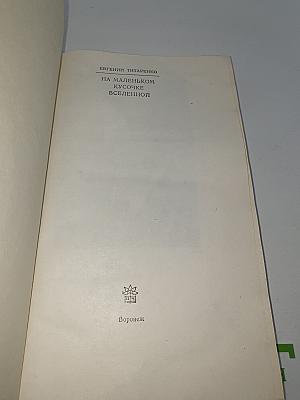 ЕВГЕНИЙ ТИТАРЕНКО
НА МАЛЕНЬКОМ
КУСОЧКЕ
ВСЕЛЕННОЙ
Воронеж